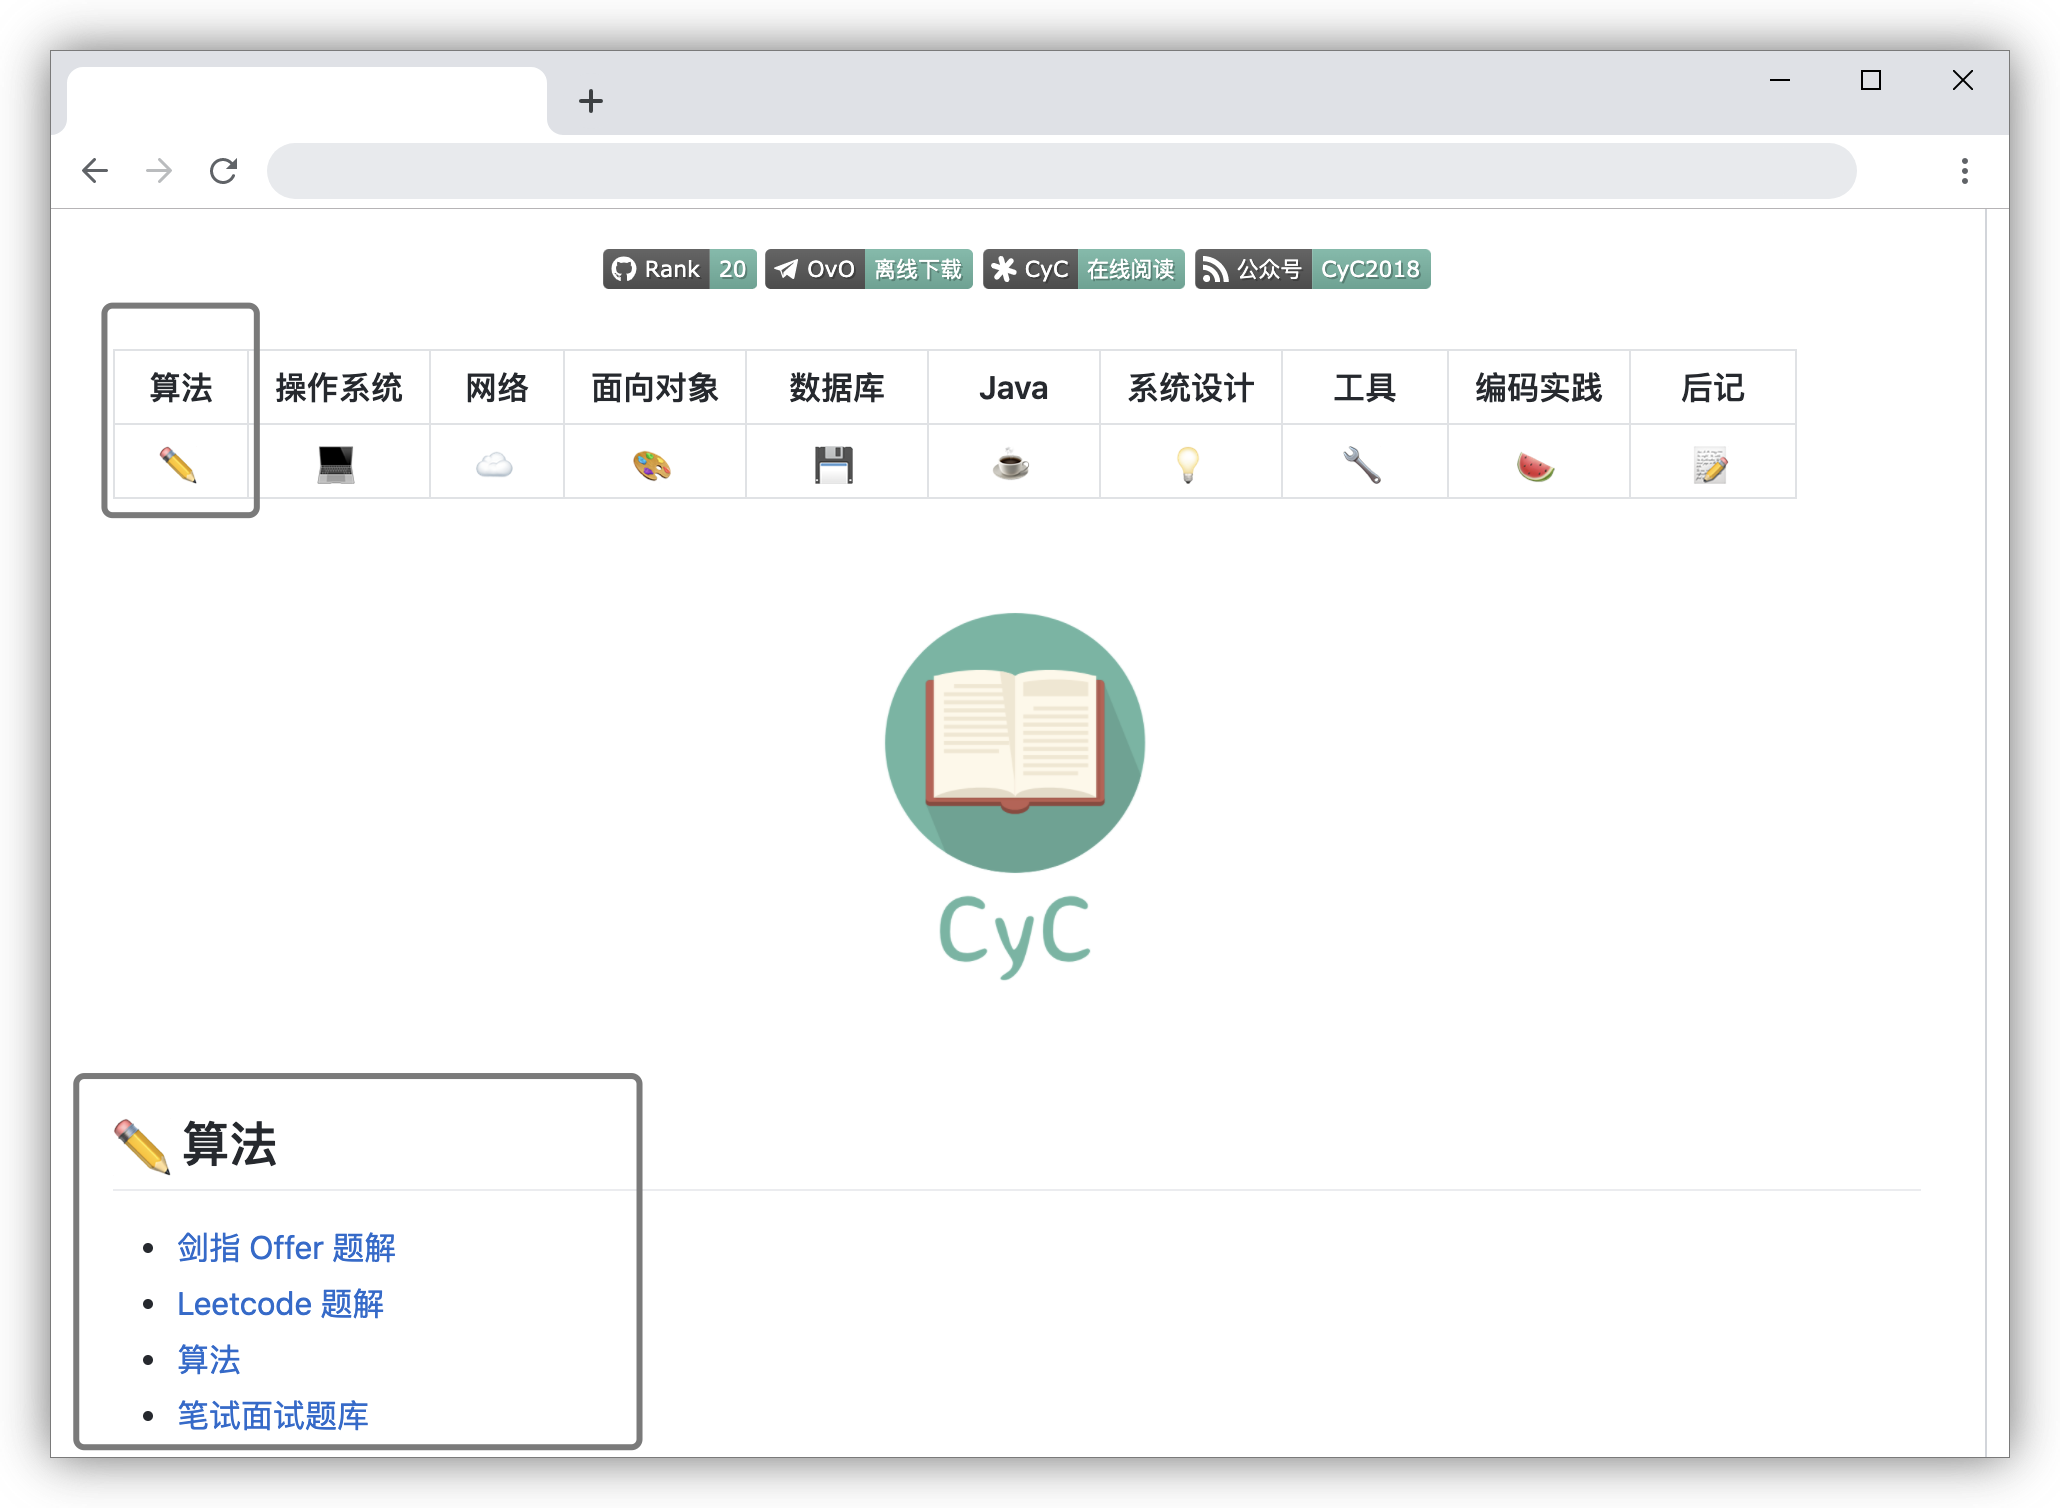 Rank 20 OvO 离线下载 CyC 在线阅读 公众号 CyC2018
算法 操作系统 网络 面向对象 数据库 Java 系统设计 工具 编码实践 后记
CyC
算法
剑指 Offer 题解
Leetcode 题解
算法
笔试面试题库